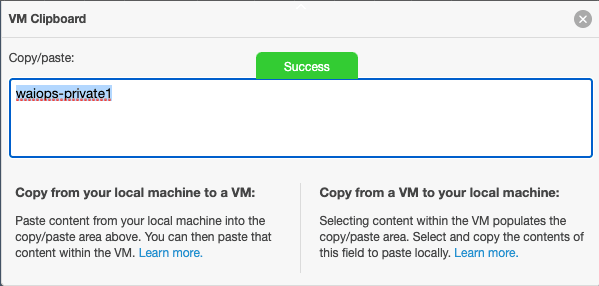 VM Clipboard
Copy/paste:
Success
waiops-private1
Copy from your local machine to a VM:
Paste content from your local machine into the
copy/paste area above. You can then paste that
content within the VM. Learn more.
Copy from a VM to your local machine:
Selecting content within the VM populates the
copy/paste area. Select and copy the contents of
this field to paste locally. Learn more.